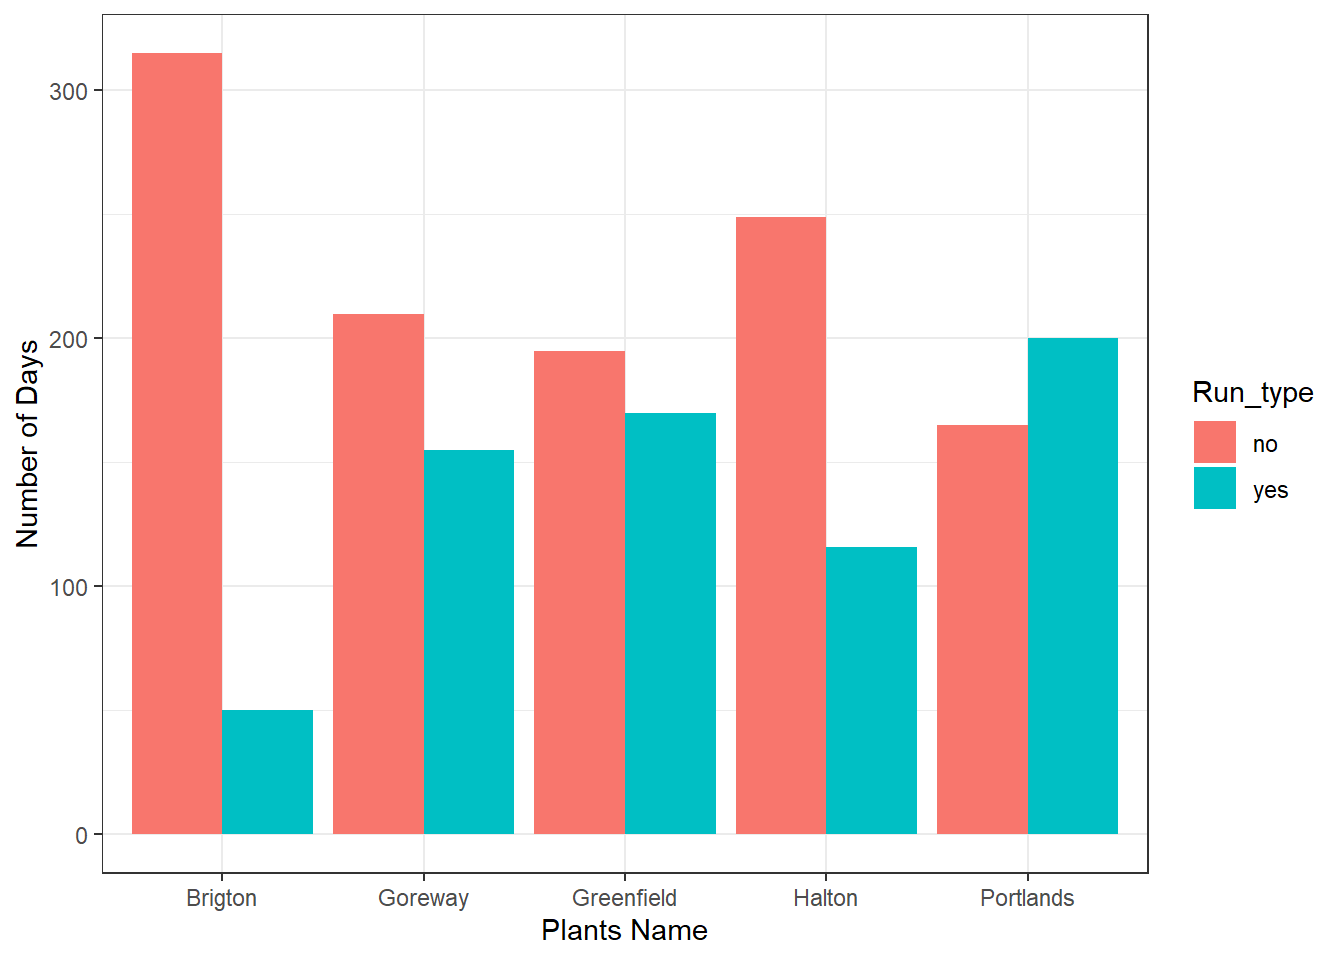 300
200
100
0
Number of Days
Brigton
Goreway
Greenfield
Halton
Portlands
Plants Name
Run_type
no
yes